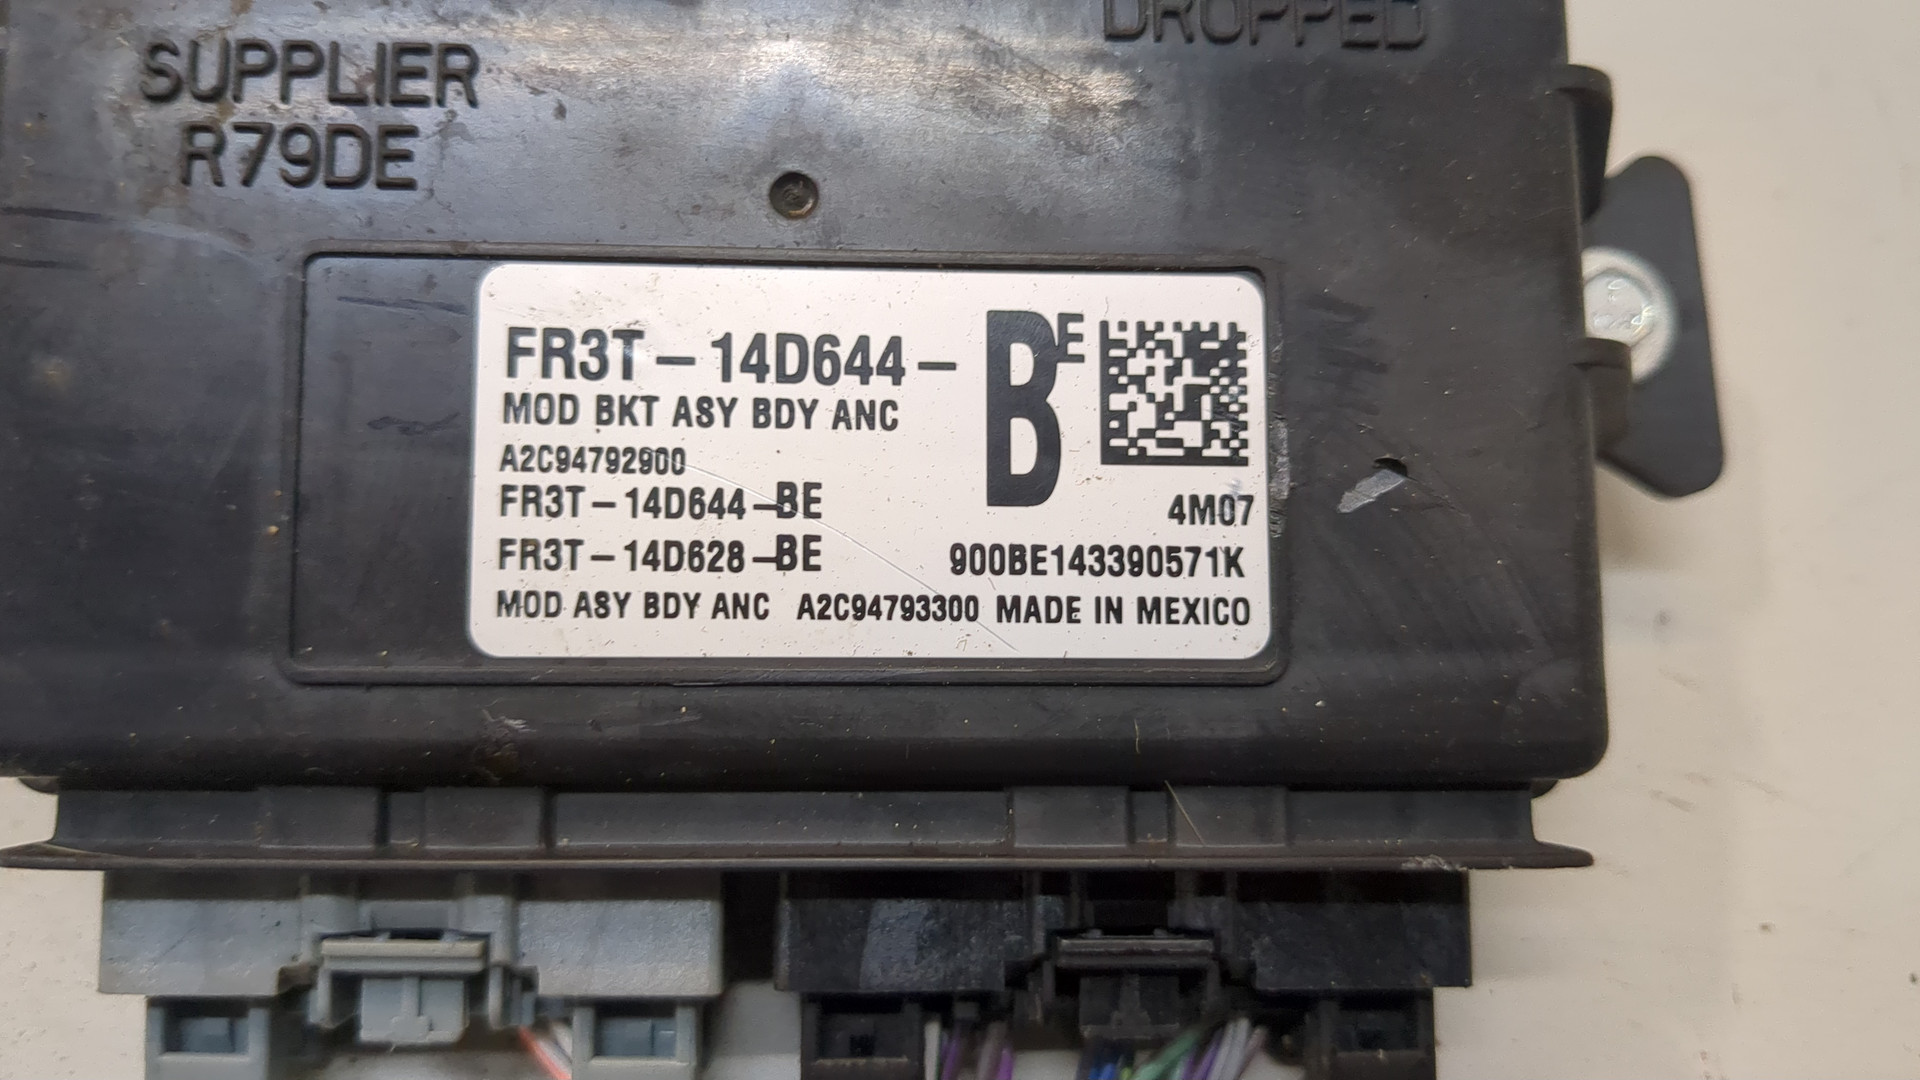 DROPPED
SUPPLIER
R79DE
FR3T-14D644-BE
MOD BKT ASY BDY ANC
A2C94792900
FR3T-14D644-BE
4M07
FR3T-14D628-BE 900BE143390571K
MOD ASY BDY ANC A2C94793300 MADE IN MEXICO